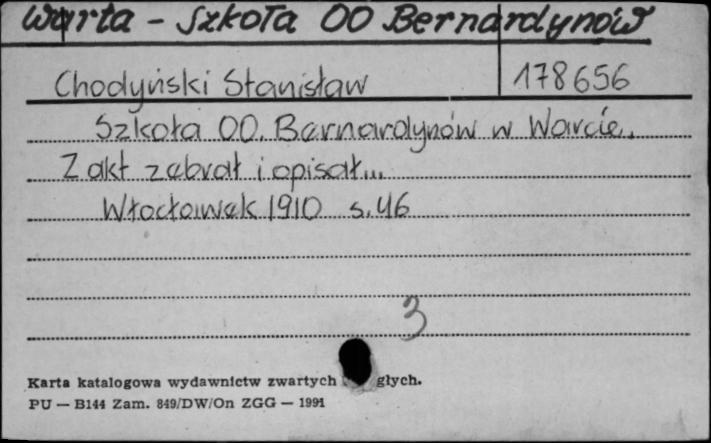 Warta - Szkoła OO Bernardynów
Chodyński Stanisław 178656
Szkoła OO. Bernardynów w Warcie.
Z akt zebrał i opisał...
Włocławek 1910 s. 46
3
Karta katalogowa wydawnictw zwartych głych.
PU — B144 Zam. 849/DW/On ZGG — 1991